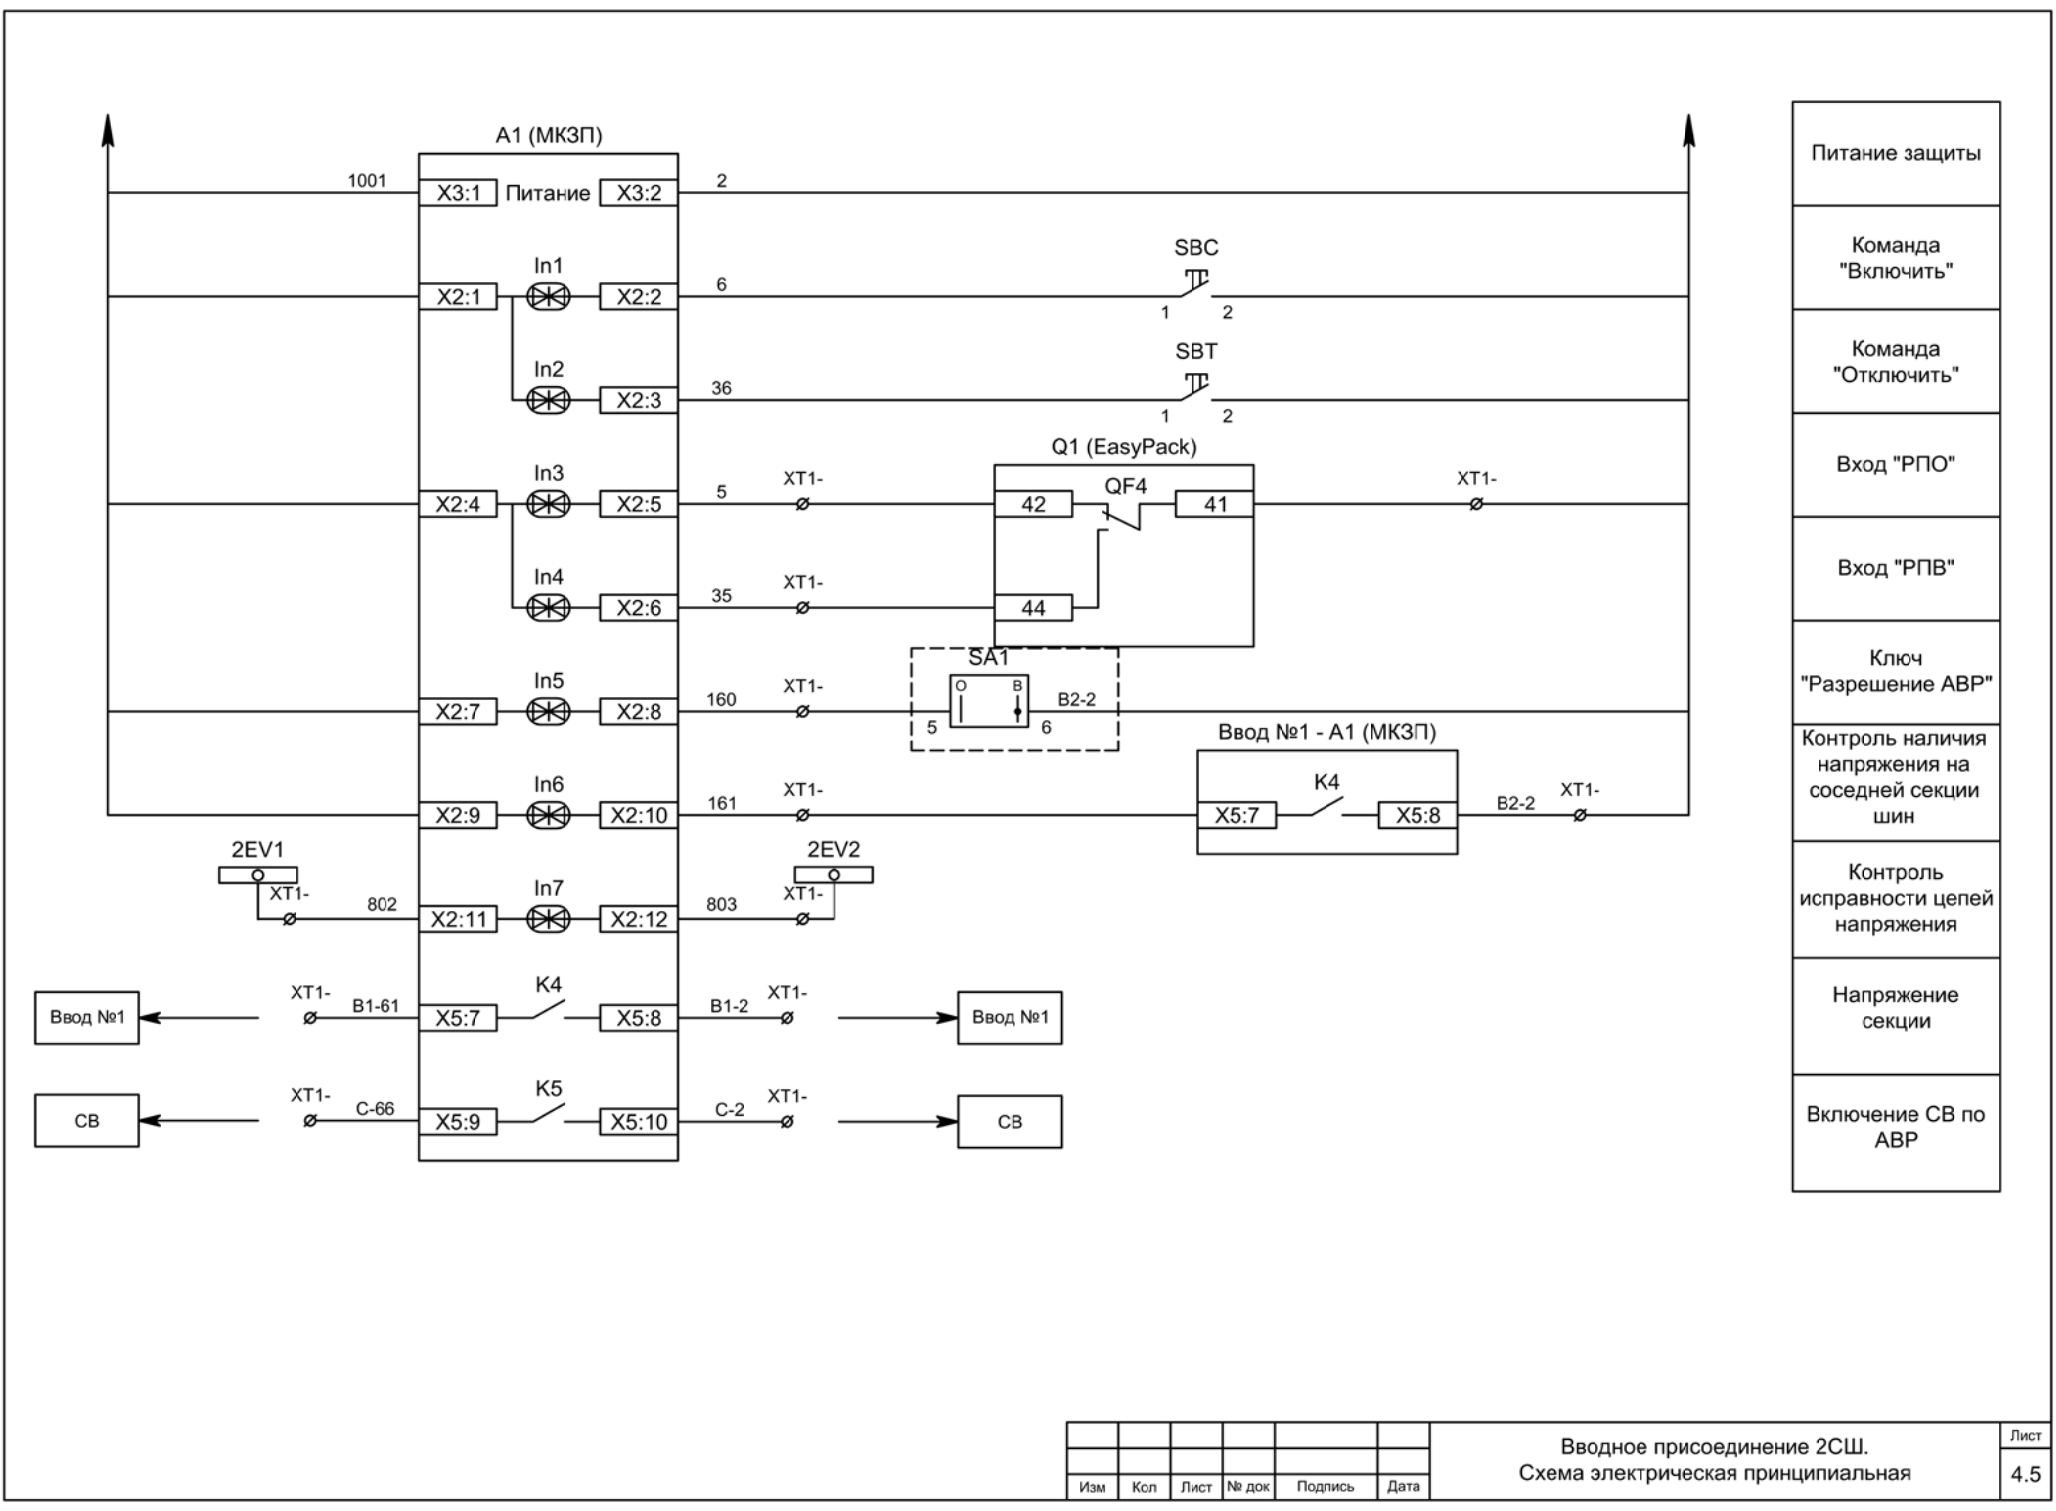 A1 (МКЗП)
1001
X3:1
Питание
X3:2
2
Питание защиты
In1
X2:1
X2:2
6
SBC
1
2
Команда
"Включить"
In2
X2:3
36
SBT
1
2
Команда
"Отключить"
Q1 (EasyPack)
In3
X2:4
X2:5
5
XT1-
42
QF4
41
XT1-
Вход "РПО"
In4
X2:6
35
XT1-
44
Вход "РПВ"
In5
X2:7
X2:8
160
XT1-
SA1
О
В
5
6
B2-2
Ключ
"Разрешение АВР"
Ввод №1 - A1 (МКЗП)
In6
X2:9
X2:10
161
XT1-
X5:7
K4
X5:8
B2-2
XT1-
Контроль наличия
напряжения на
соседней секции
шин
2EV1
XT1-
802
In7
X2:11
X2:12
803
2EV2
XT1-
Контроль
исправности цепей
напряжения
Ввод №1
XT1-
B1-61
X5:7
K4
X5:8
B1-2
XT1-
Ввод №1
Напряжение
секции
СВ
XT1-
C-66
X5:9
K5
X5:10
C-2
XT1-
СВ
Включение СВ по
АВР
Изм
Кол
Лист
№ док
Подпись
Дата
Вводное присоединение 2СШ.
Схема электрическая принципиальная
Лист
4.5